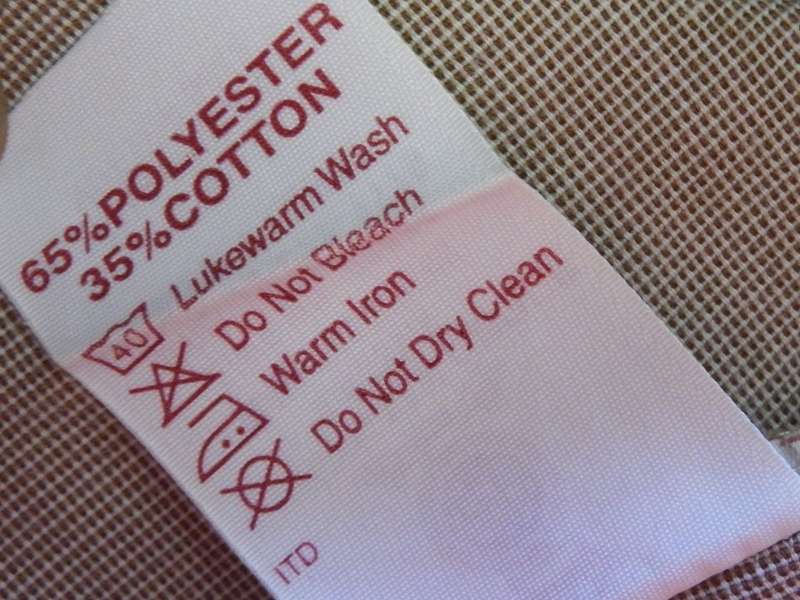 65%POLYESTER
35%COTTON
40 Lukewarm Wash
Do Not Bleach
Warm Iron
Do Not Dry Clean
ITD